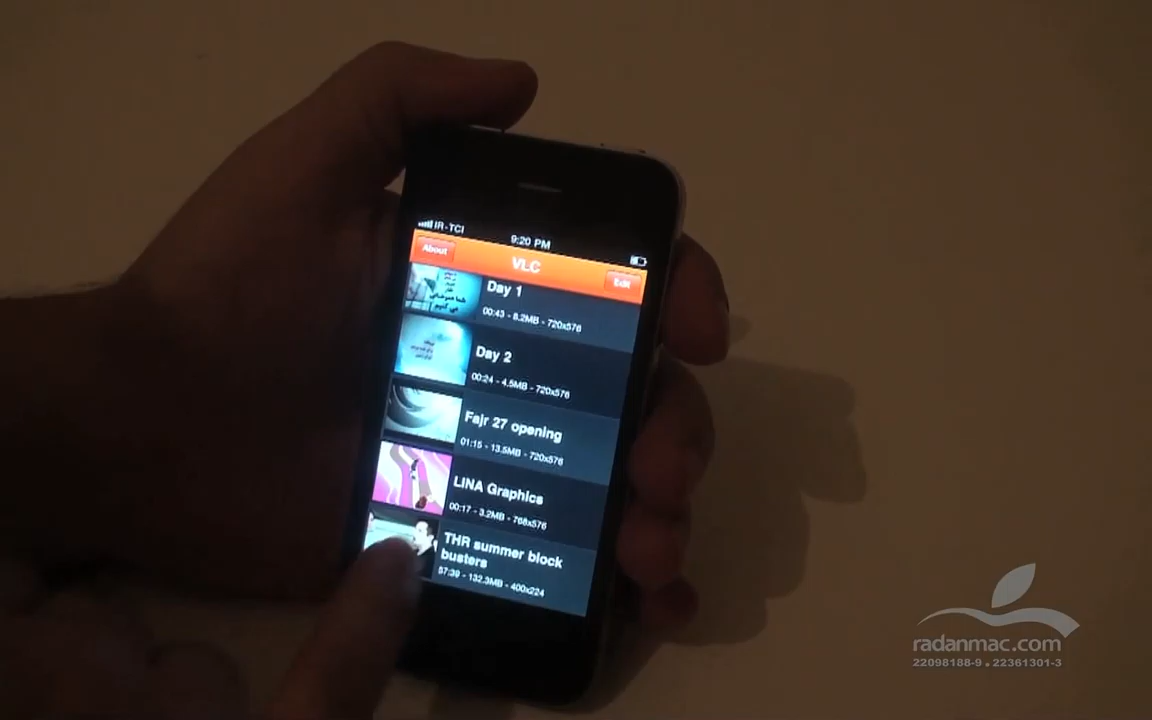 IR-TCI
9:20 PM
About
VLC
Edit
Day 1
00:43 - 8.2MB - 720x576
Day 2
00:24 - 4.5MB - 720x576
Fajr 27 opening
01:15 - 13.5MB - 720x576
LINA Graphics
00:17 - 3.2MB - 768x576
THR summer block
busters
57:39 - 132.3MB - 400x224
radanmac.com
22098188-9 . 22361301-3